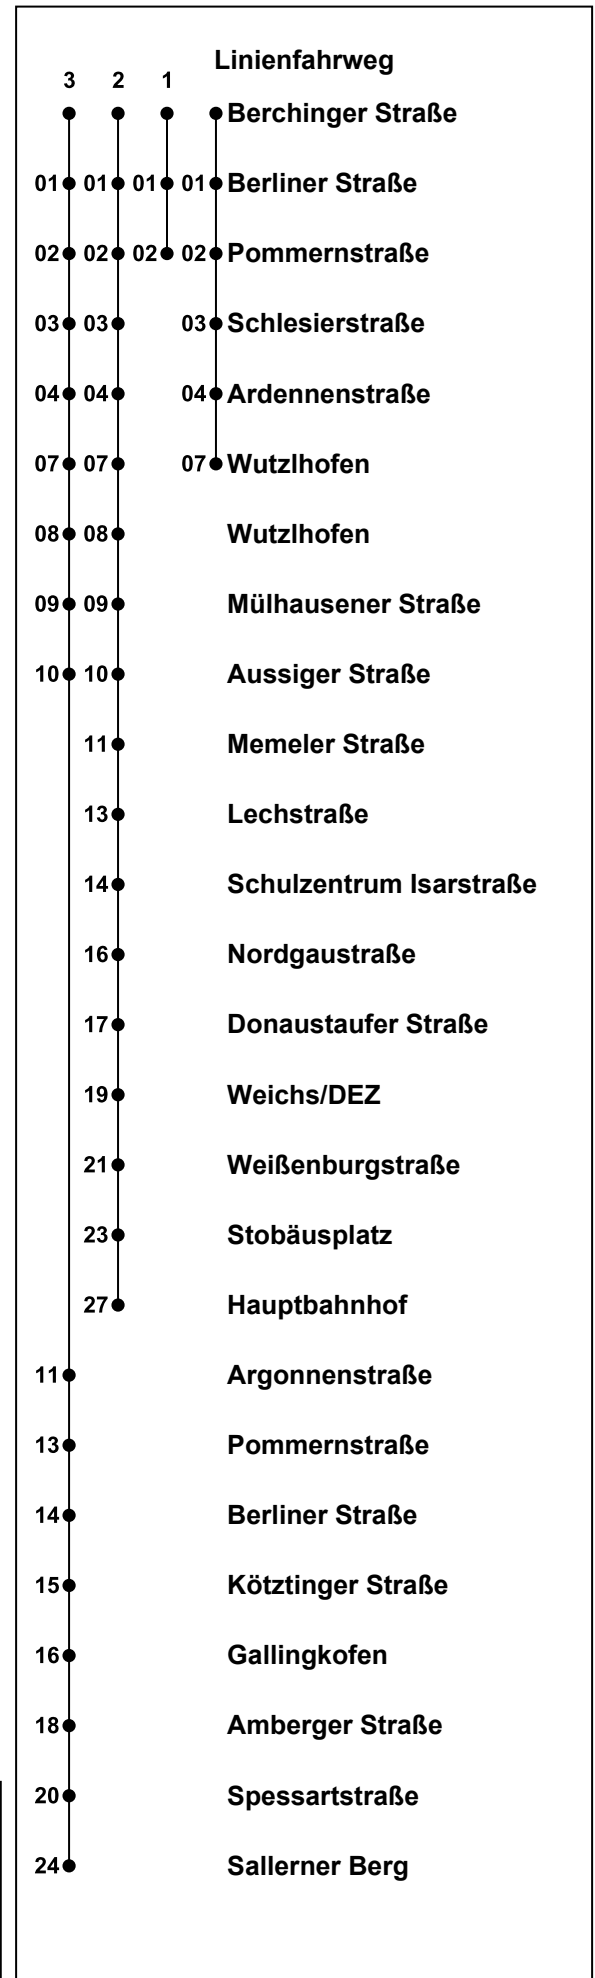 Linienfahrweg
3 2 1
Berchinger Straße
01 01 01 01 Berliner Straße
02 02 02 02 Pommernstraße
03 03 03 Schlesierstraße
04 04 04 Ardennenstraße
07 07 07 Wutzlhofen
08 08 Wutzlhofen
09 09 Mülhausener Straße
10 10 Aussiger Straße
11 Memeler Straße
13 Lechstraße
14 Schulzentrum Isarstraße
16 Nordgaustraße
17 Donaustaufer Straße
19 Weichs/DEZ
21 Weißenburgstraße
23 Stobäusplatz
27 Hauptbahnhof
11 Argonnenstraße
13 Pommernstraße
14 Berliner Straße
15 Kötztinger Straße
16 Gallingkofen
18 Amberger Straße
20 Spessartstraße
24 Sallerner Berg